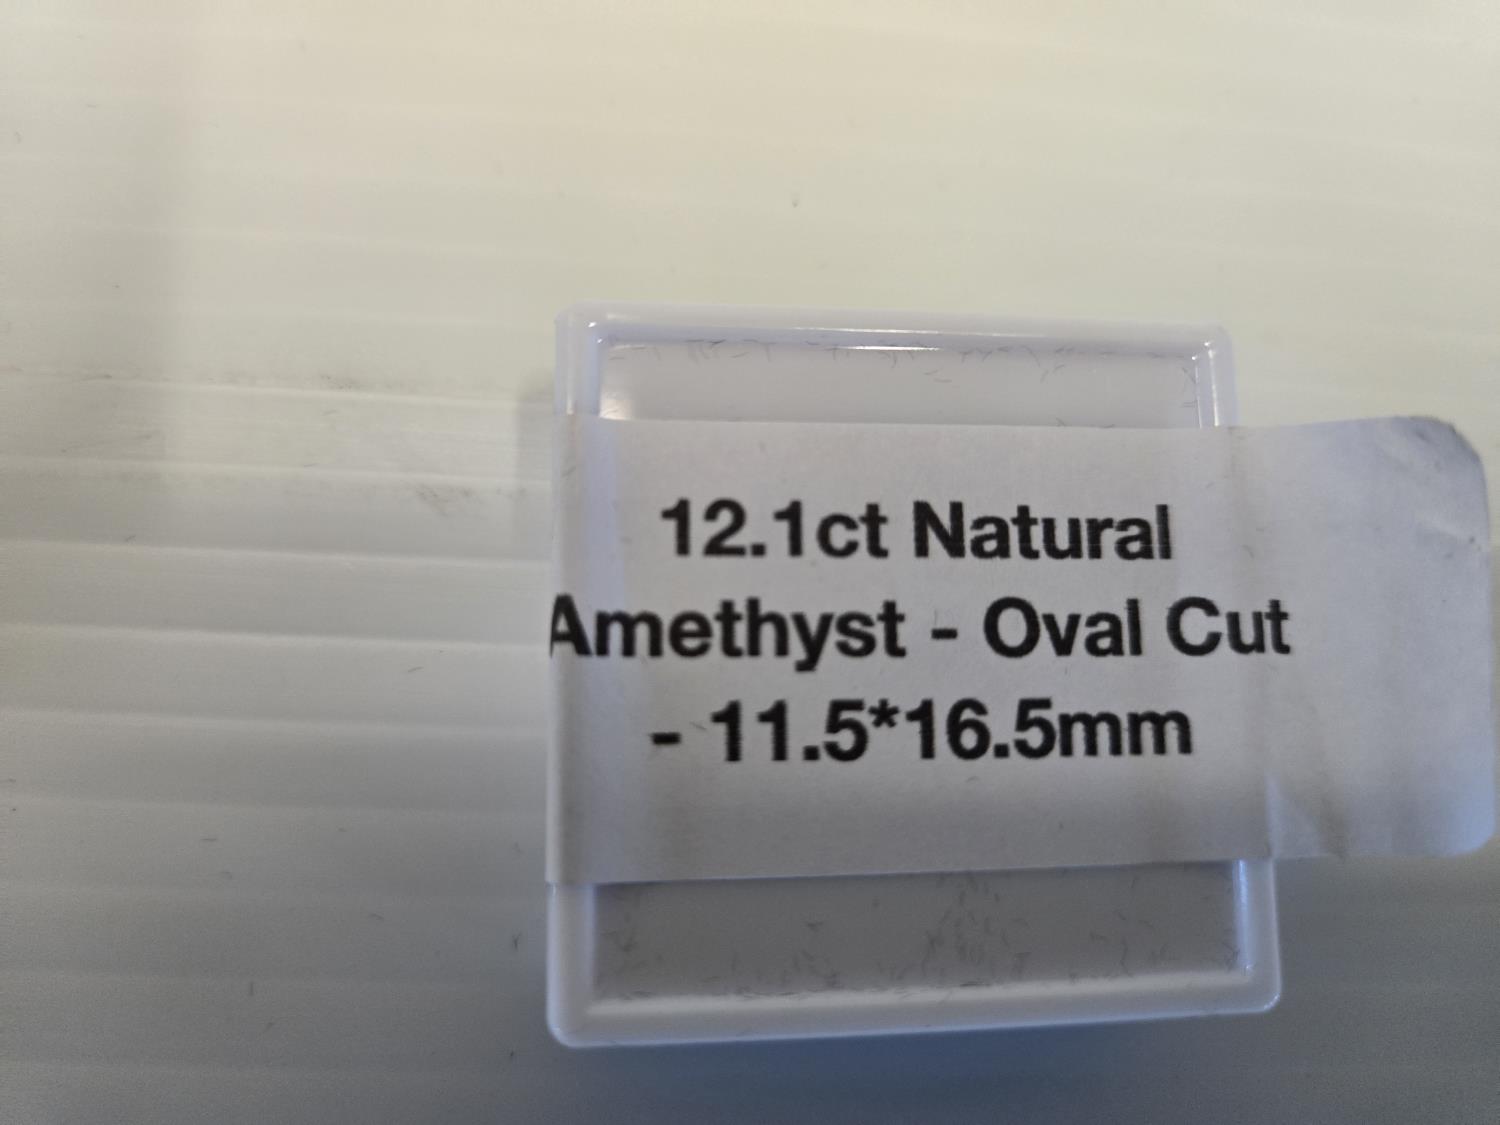 12.1ct Natural
Amethyst - Oval Cut
- 11.5*16.5mm